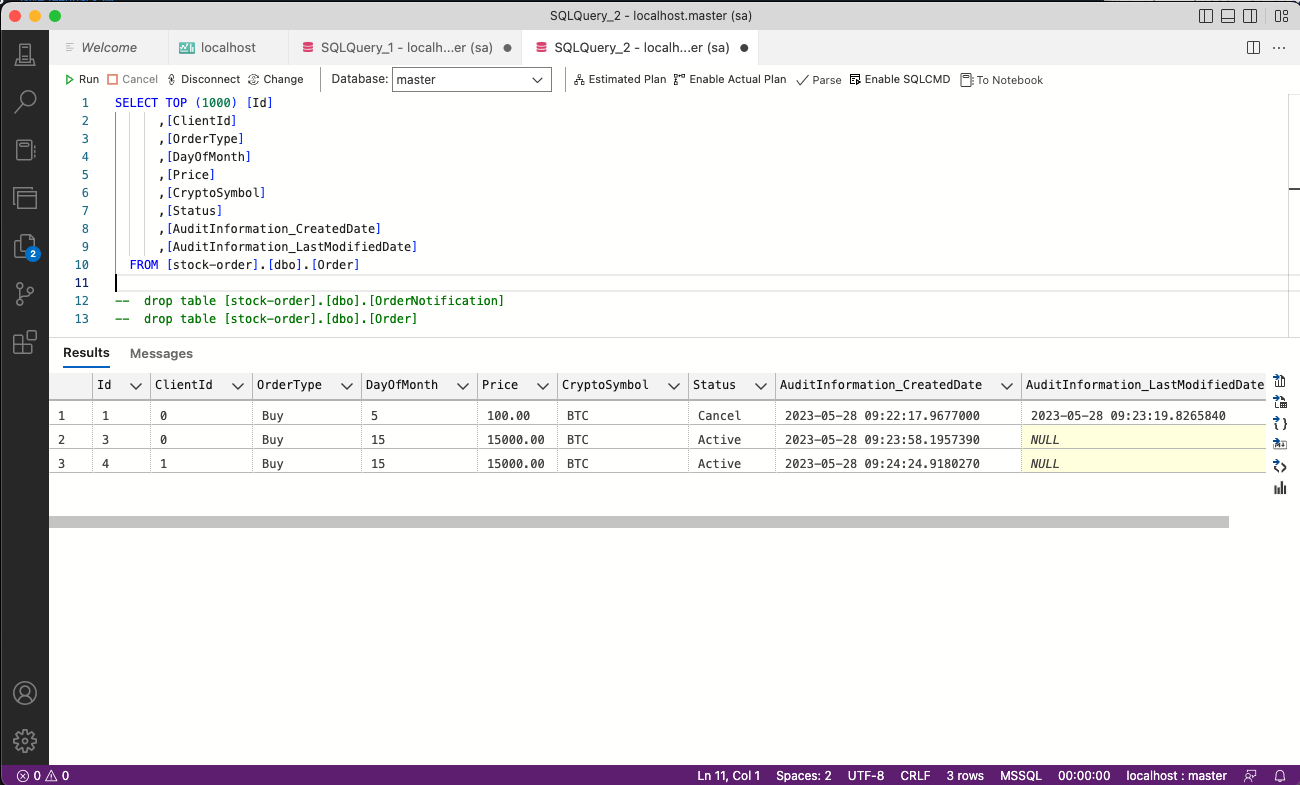 SQLQuery_2 - localhost.master (sa)
Welcome localhost SQLQuery_1 - localh...er (sa) SQLQuery_2 - localh...er (sa)
Run Cancel Disconnect Change Database: master Estimated Plan Enable Actual Plan Parse Enable SQLCMD To Notebook
1 SELECT TOP (1000) [Id]
2 ,[ClientId]
3 ,[OrderType]
4 ,[DayOfMonth]
5 ,[Price]
6 ,[CryptoSymbol]
7 ,[Status]
8 ,[AuditInformation_CreatedDate]
9 ,[AuditInformation_LastModifiedDate]
10 FROM [stock-order].[dbo].[Order]
11
12 -- drop table [stock-order].[dbo].[OrderNotification]
13 -- drop table [stock-order].[dbo].[Order]
2
Results Messages
Id ClientId OrderType DayOfMonth Price CryptoSymbol Status AuditInformation_CreatedDate AuditInformation_LastModifiedDate
1 1 0 Buy 5 100.00 BTC Cancel 2023-05-28 09:22:17.9677000 2023-05-28 09:23:19.8265840
2 3 0 Buy 15 15000.00 BTC Active 2023-05-28 09:23:58.1957390 NULL
3 4 1 Buy 15 15000.00 BTC Active 2023-05-28 09:24:24.9180270 NULL
0 0 Ln 11, Col 1 Spaces: 2 UTF-8 CRLF 3 rows MSSQL 00:00:00 localhost : master